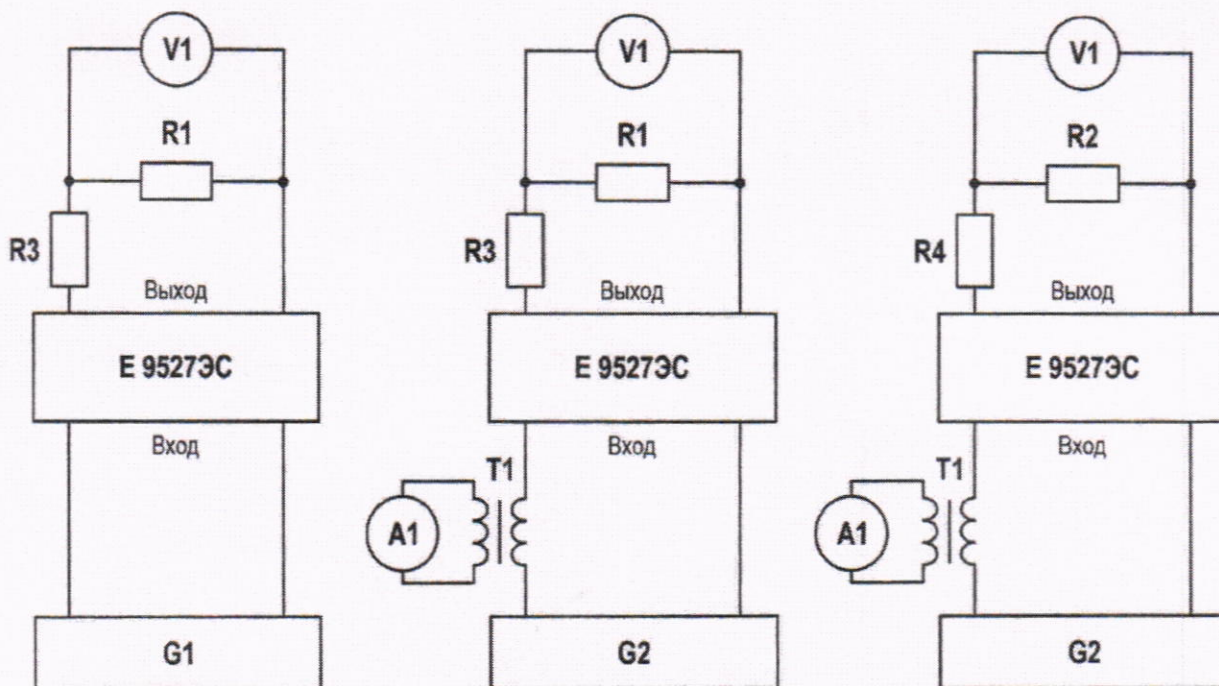 V1 V1 V1
R1 R1 R2
R3 R3 R4
Выход Выход Выход
Е 9527ЭС Е 9527ЭС Е 9527ЭС
Вход Вход Вход
T1 T1
A1 A1
G1 G2 G2